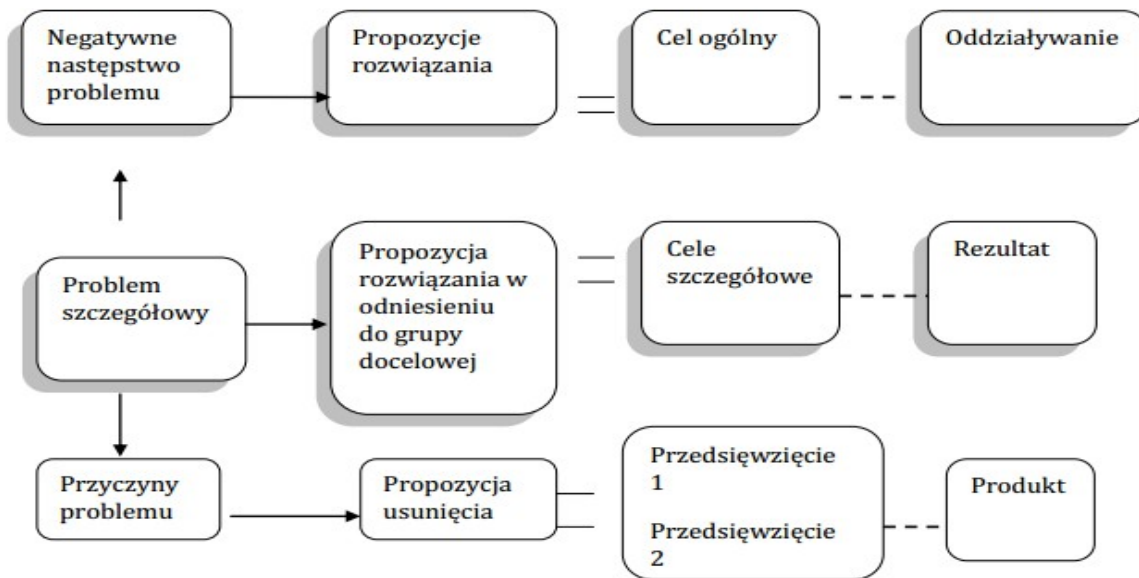 Negatywne
następstwo
problemu
Propozycje
rozwiązania
Cel ogólny
Oddziaływanie
Problem
szczegółowy
Propozycja
rozwiązania w
odniesieniu
do grupy
docelowej
Cele
szczegółowe
Rezultat
Przyczyny
problemu
Propozycja
usunięcia
Przedsięwzięcie
1
Przedsięwzięcie
2
Produkt